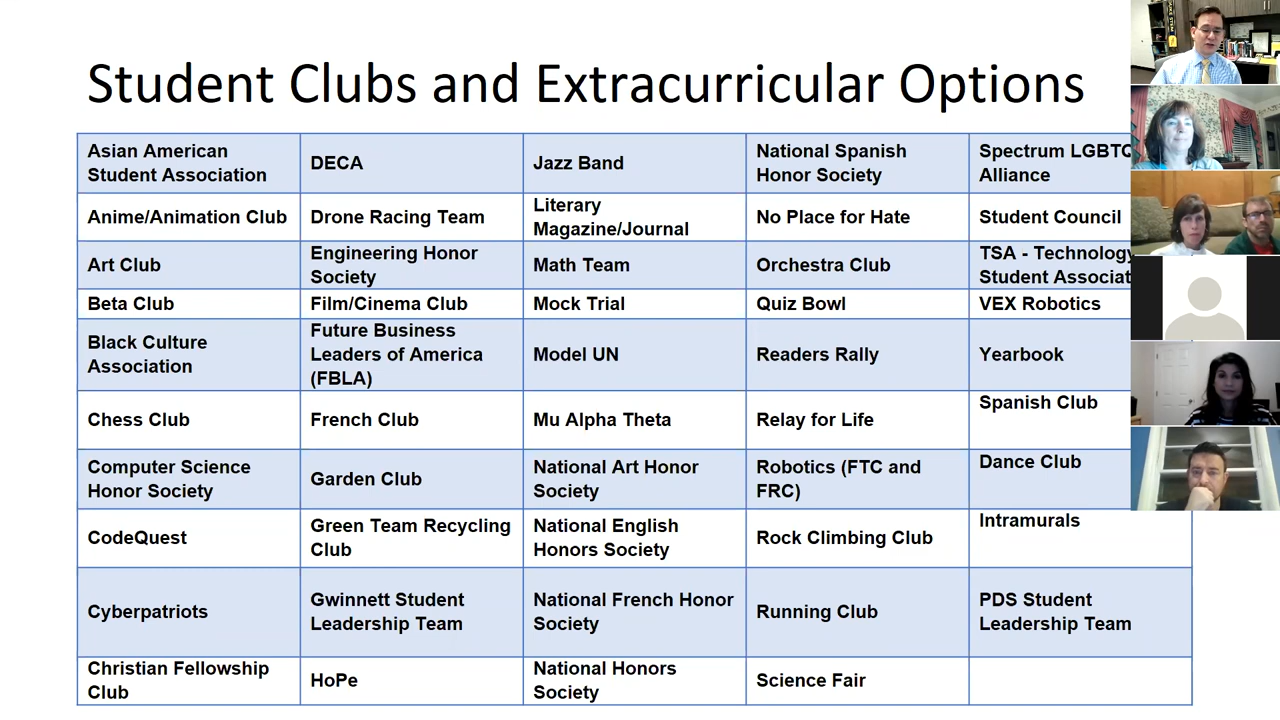 Student Clubs and Extracurricular Options
Asian American
Student Association
DECA
Jazz Band
National Spanish
Honor Society
Spectrum LGBTQ
Alliance
Anime/Animation Club
Drone Racing Team
Literary
Magazine/Journal
No Place for Hate
Student Council
Art Club
Engineering Honor
Society
Math Team
Orchestra Club
TSA - Technology
Student Associat
Beta Club
Film/Cinema Club
Mock Trial
Quiz Bowl
VEX Robotics
Black Culture
Association
Future Business
Leaders of America
(FBLA)
Model UN
Readers Rally
Yearbook
Chess Club
French Club
Mu Alpha Theta
Relay for Life
Spanish Club
Computer Science
Honor Society
Garden Club
National Art Honor
Society
Robotics (FTC and
FRC)
Dance Club
CodeQuest
Green Team Recycling
Club
National English
Honors Society
Rock Climbing Club
Intramurals
Cyberpatriots
Gwinnett Student
Leadership Team
National French Honor
Society
Running Club
PDS Student
Leadership Team
Christian Fellowship
Club
HoPe
National Honors
Society
Science Fair